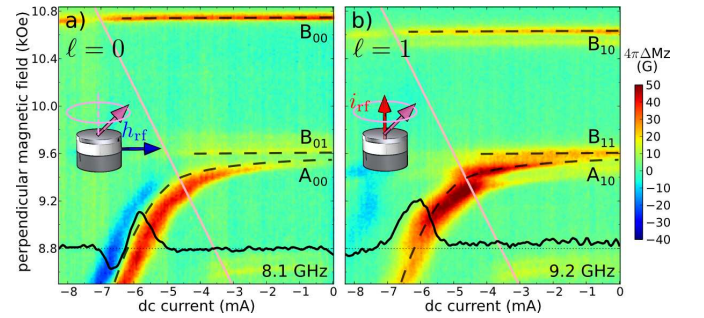 a)
ℓ = 0
B₀₀
B₀₁
A₀₀
h_rf
8.1 GHz
10.8
10.4
10.0
9.6
9.2
8.8
perpendicular magnetic field (kOe)
−8 −7 −6 −5 −4 −3 −2 −1 0
dc current (mA)
b)
ℓ = 1
B₁₀
B₁₁
A₁₀
i_rf
9.2 GHz
−8 −7 −6 −5 −4 −3 −2 −1 0
dc current (mA)
4πΔMz
(G)
50
40
30
20
10
0
−10
−20
−30
−40